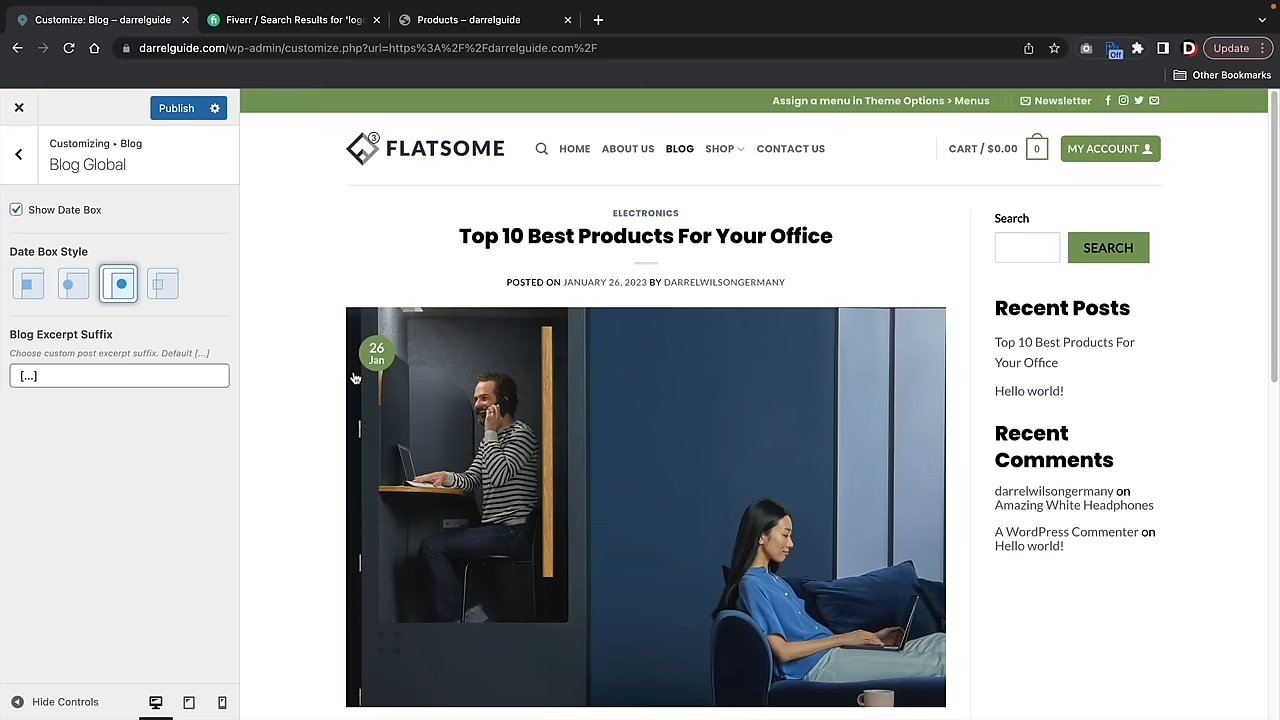 Customize: Blog – darrelguide
Fiverr / Search Results for 'log
Products – darrelguide
darrelguide.com/wp-admin/customize.php?url=https%3A%2F%2Fdarrelguide.com%2F
Off
D
Update
Other Bookmarks
Publish
Customizing ▸ Blog
Blog Global
Show Date Box
Date Box Style
Blog Excerpt Suffix
Choose custom post excerpt suffix. Default [...]
[...]
Hide Controls
Assign a menu in Theme Options > Menus
Newsletter
3
FLATSOME
HOME
ABOUT US
BLOG
SHOP
CONTACT US
CART / $0.00
0
MY ACCOUNT
ELECTRONICS
Top 10 Best Products For Your Office
POSTED ON JANUARY 26, 2023 BY DARRELWILSONGERMANY
26
Jan
Search
SEARCH
Recent Posts
Top 10 Best Products For
Your Office
Hello world!
Recent
Comments
darrelwilsongermany on
Amazing White Headphones
A WordPress Commenter on
Hello world!